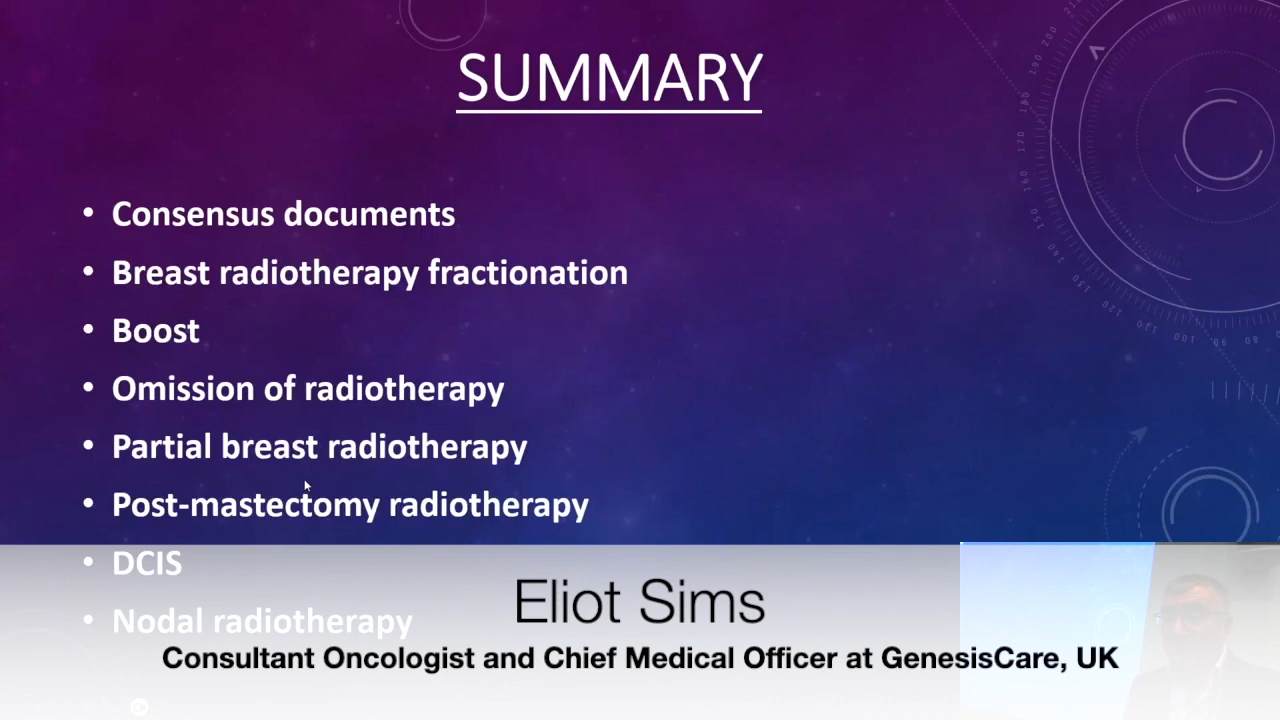 SUMMARY
• Consensus documents
• Breast radiotherapy fractionation
• Boost
• Omission of radiotherapy
• Partial breast radiotherapy
• Post-mastectomy radiotherapy
• DCIS
• Nodal radiotherapy
Eliot Sims
Consultant Oncologist and Chief Medical Officer at GenesisCare, UK